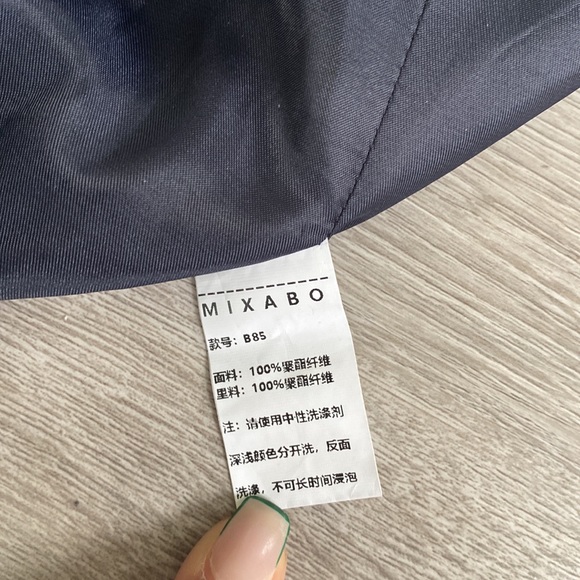 MIXABO
款号：B85
面料：100%聚酯纤维
里料：100%聚酯纤维
注：请使用中性洗涤剂
深浅颜色分开洗，反面
洗涤，不可长时间浸泡